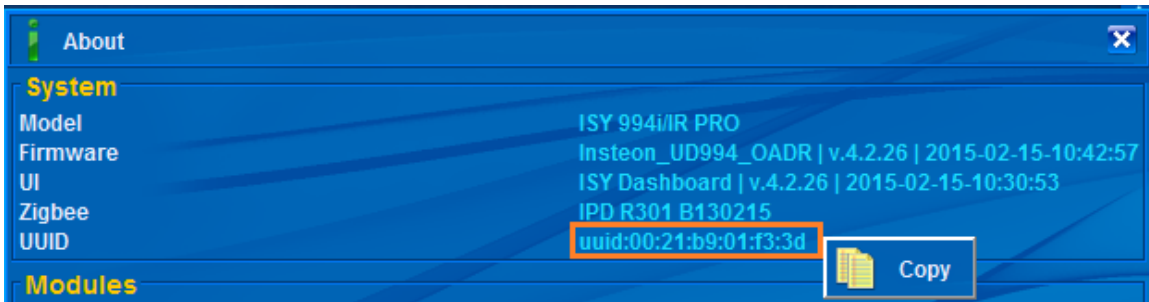 About
System
Model ISY 994i/IR PRO
Firmware Insteon_UD994_OADR | v.4.2.26 | 2015-02-15-10:42:57
UI ISY Dashboard | v.4.2.26 | 2015-02-15-10:30:53
Zigbee IPD R301 B130215
UUID uuid:00:21:b9:01:f3:3d
Copy
Modules